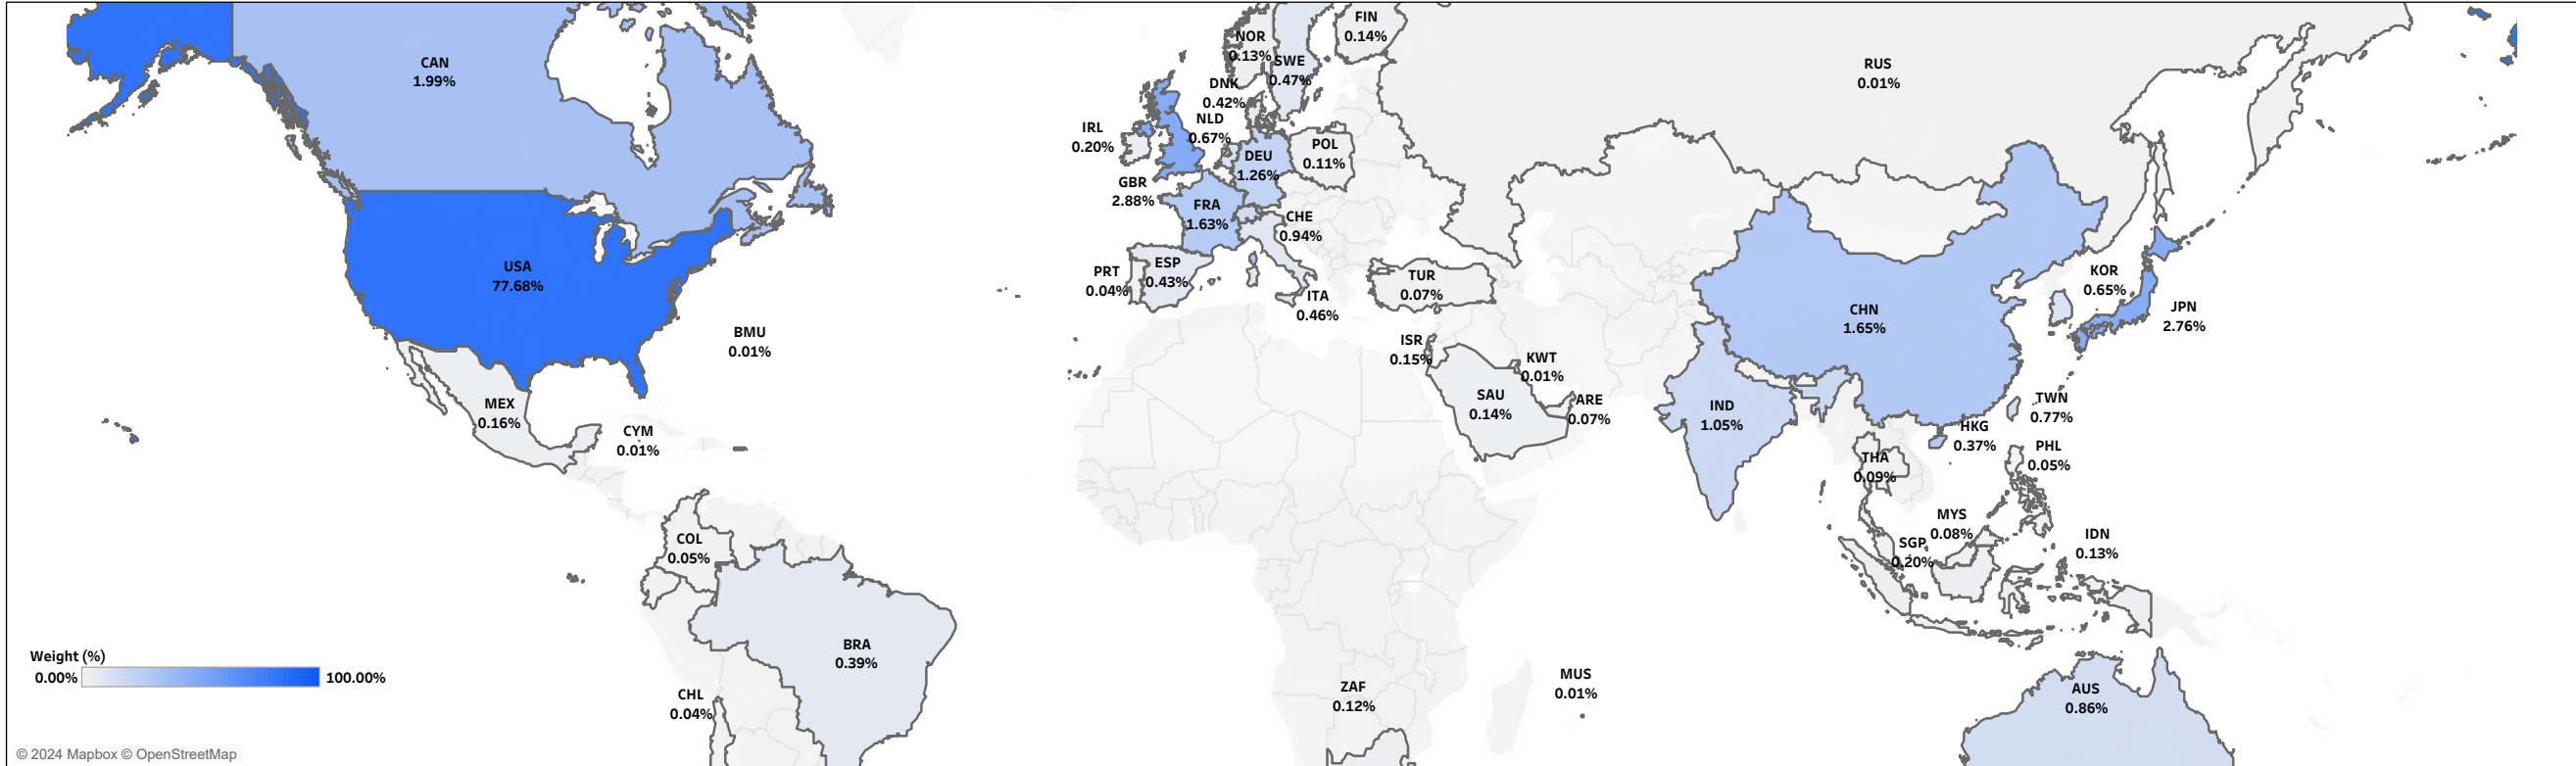 CAN
1.99%
USA
77.68%
BMU
0.01%
MEX
0.16%
CYM
0.01%
COL
0.05%
BRA
0.39%
CHL
0.04%
Weight (%)
0.00%
100.00%
© 2024 Mapbox © OpenStreetMap
FIN
0.14%
NOR
0.13%
SWE
0.47%
DNK
0.42%
NLD
0.67%
IRL
0.20%
DEU
1.26%
POL
0.11%
GBR
2.88%
FRA
1.63%
CHE
0.94%
PRT
0.04%
ESP
0.43%
ITA
0.46%
TUR
0.07%
ISR
0.15%
KWT
0.01%
SAU
0.14%
ARE
0.07%
ZAF
0.12%
MUS
0.01%
RUS
0.01%
CHN
1.65%
KOR
0.65%
JPN
2.76%
IND
1.05%
TWN
0.77%
HKG
0.37%
PHL
0.05%
THA
0.09%
MYS
0.08%
SGP
0.20%
IDN
0.13%
AUS
0.86%